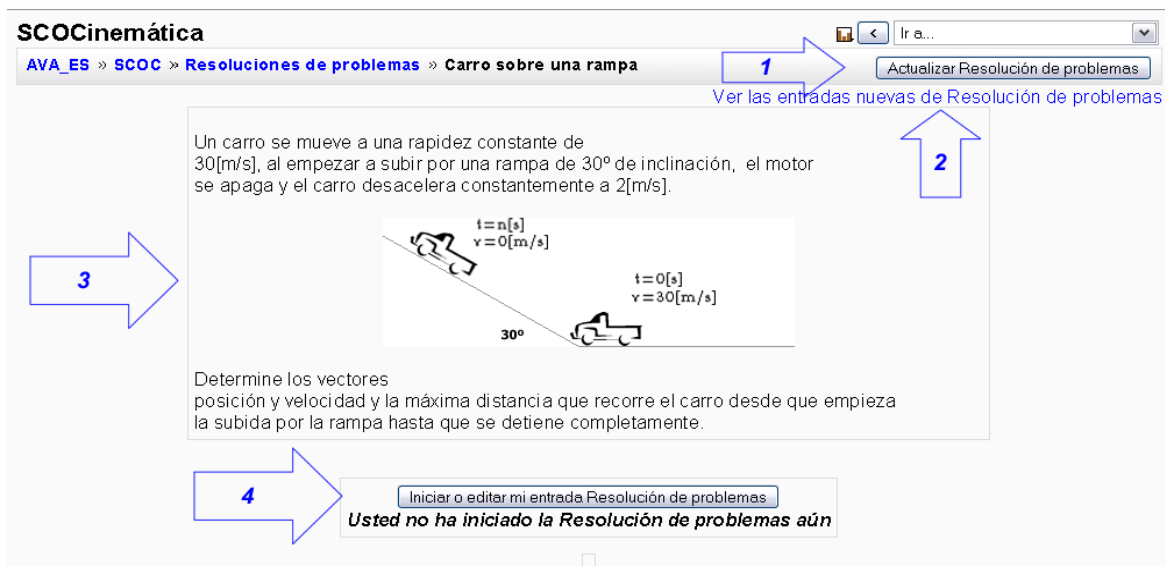 SCOCinemática
< Ir a...
AVA_ES » SCOC » Resoluciones de problemas » Carro sobre una rampa
1
Actualizar Resolución de problemas
Ver las entradas nuevas de Resolución de problemas
2
Un carro se mueve a una rapidez constante de
30[m/s], al empezar a subir por una rampa de 30º de inclinación, el motor
se apaga y el carro desacelera constantemente a 2[m/s].
t=n[s]
v=0[m/s]
3
t=0[s]
v=30[m/s]
30º
Determine los vectores
posición y velocidad y la máxima distancia que recorre el carro desde que empieza
la subida por la rampa hasta que se detiene completamente.
4
Iniciar o editar mi entrada Resolución de problemas
Usted no ha iniciado la Resolución de problemas aún